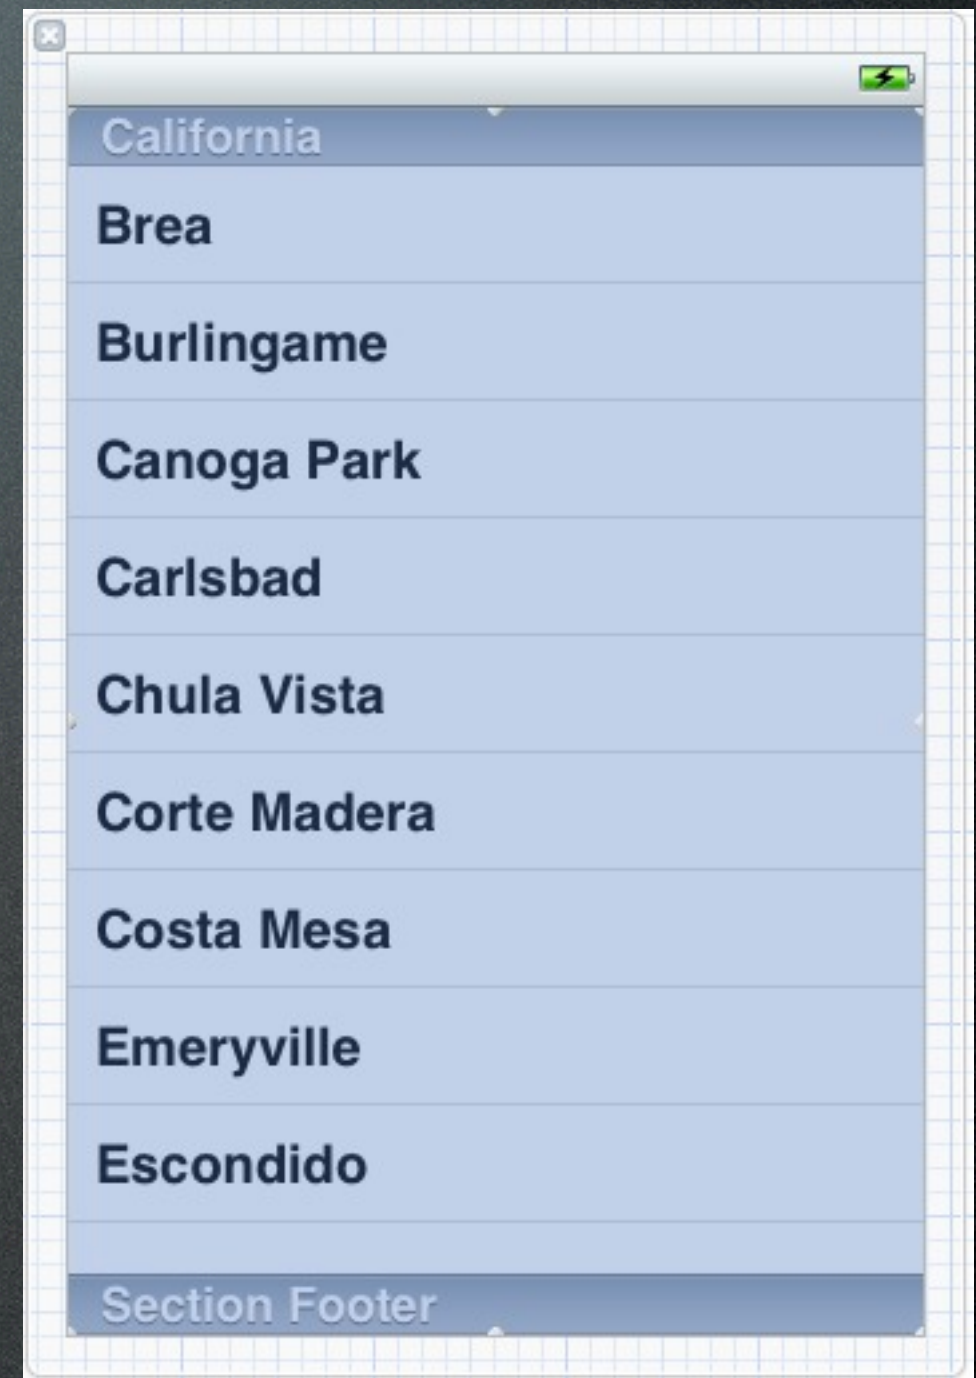 California
Brea
Burlingame
Canoga Park
Carlsbad
Chula Vista
Corte Madera
Costa Mesa
Emeryville
Escondido
Section Footer